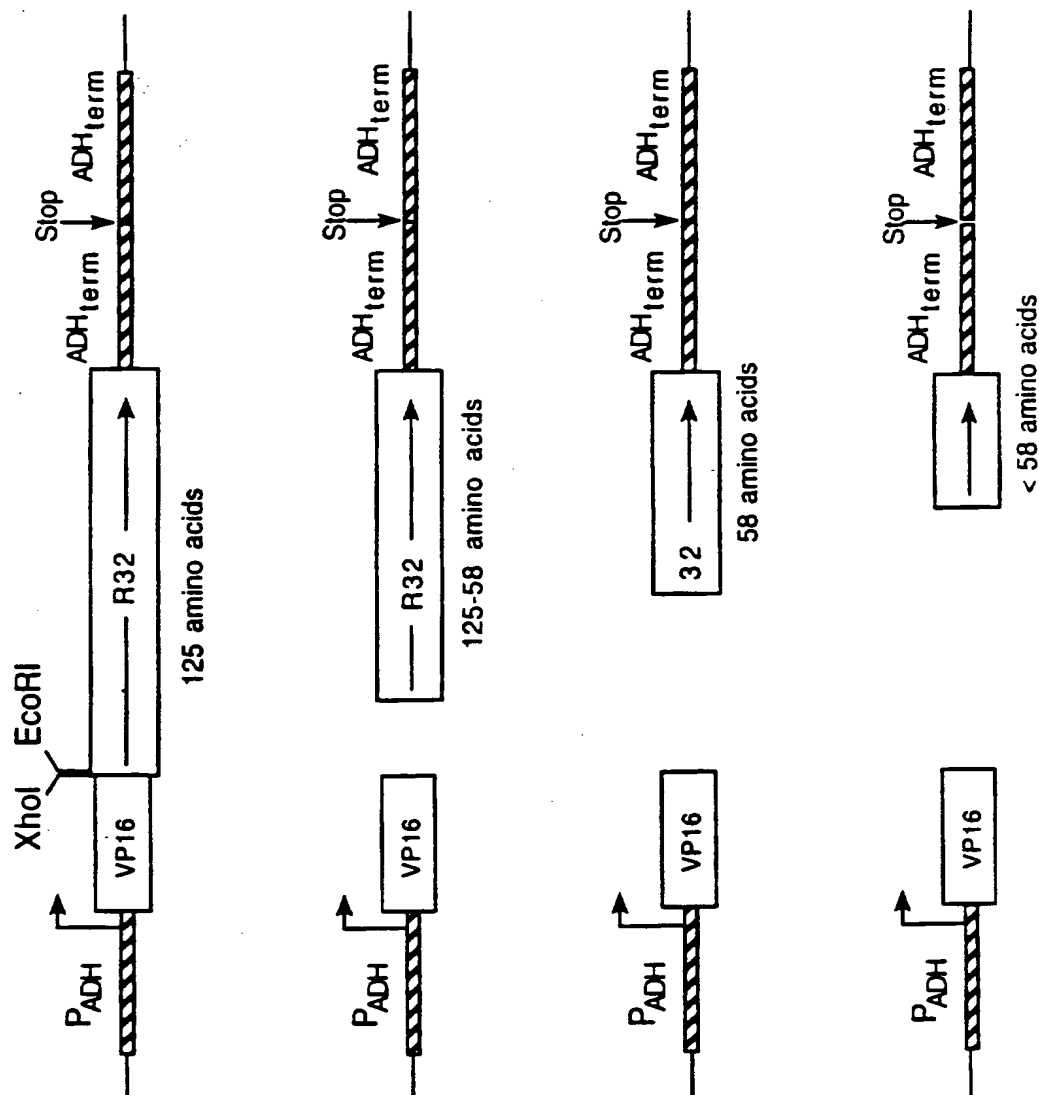 XhoI EcoRI
Stop
P_ADH
VP16
R32
ADH_term
ADH_term
125 amino acids
Stop
P_ADH
VP16
R32
ADH_term
ADH_term
125-58 amino acids
Stop
P_ADH
VP16
32
ADH_term
ADH_term
58 amino acids
Stop
P_ADH
VP16
ADH_term
ADH_term
< 58 amino acids